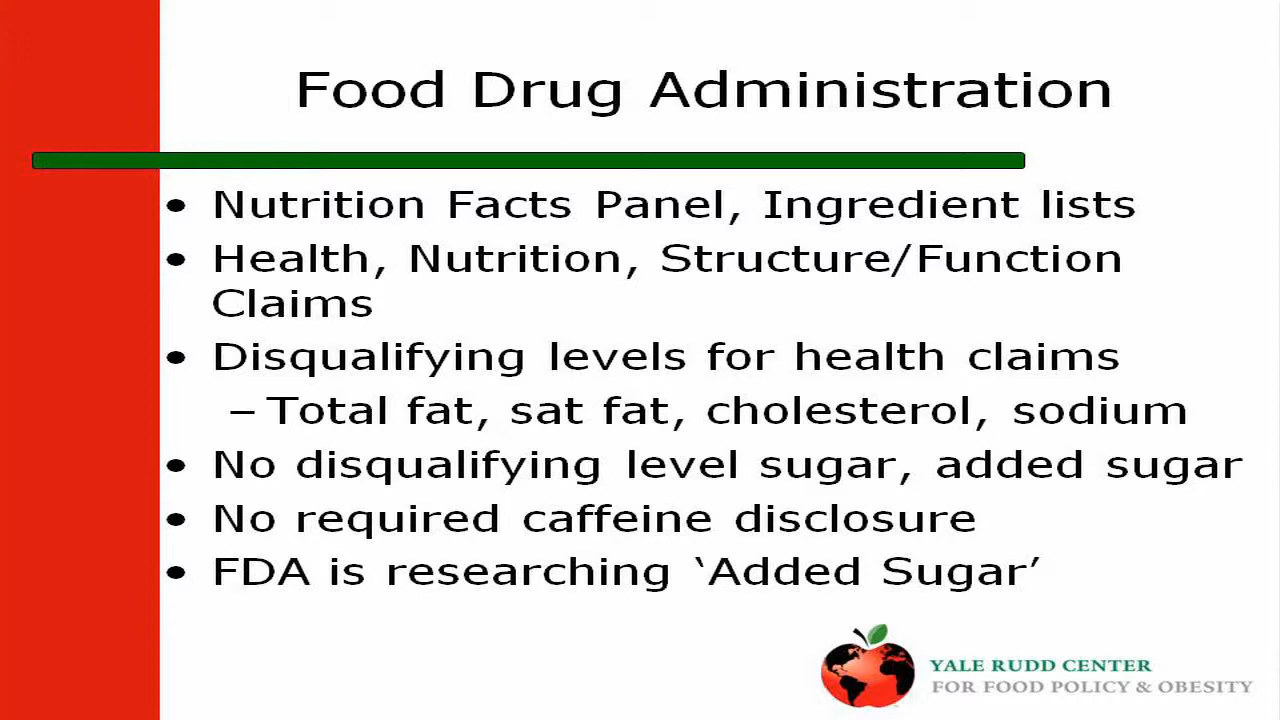 Food Drug Administration
• Nutrition Facts Panel, Ingredient lists
• Health, Nutrition, Structure/Function
Claims
• Disqualifying levels for health claims
– Total fat, sat fat, cholesterol, sodium
• No disqualifying level sugar, added sugar
• No required caffeine disclosure
• FDA is researching ‘Added Sugar’
YALE RUDD CENTER
FOR FOOD POLICY & OBESITY